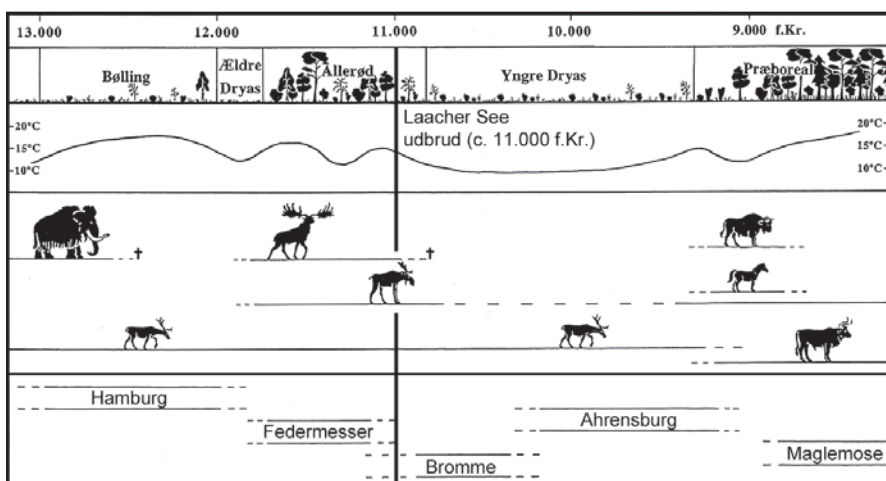 13.000 12.000 11.000 10.000 9.000 f.Kr.
Bølling
Ældre
Dryas
Allerød
Yngre Dryas
Præboreal
20°C
15°C
10°C
Laacher See
udbrud (c. 11.000 f.Kr.)
20°C
15°C
10°C
Hamburg
Federmesser
Bromme
Ahrensburg
Maglemose